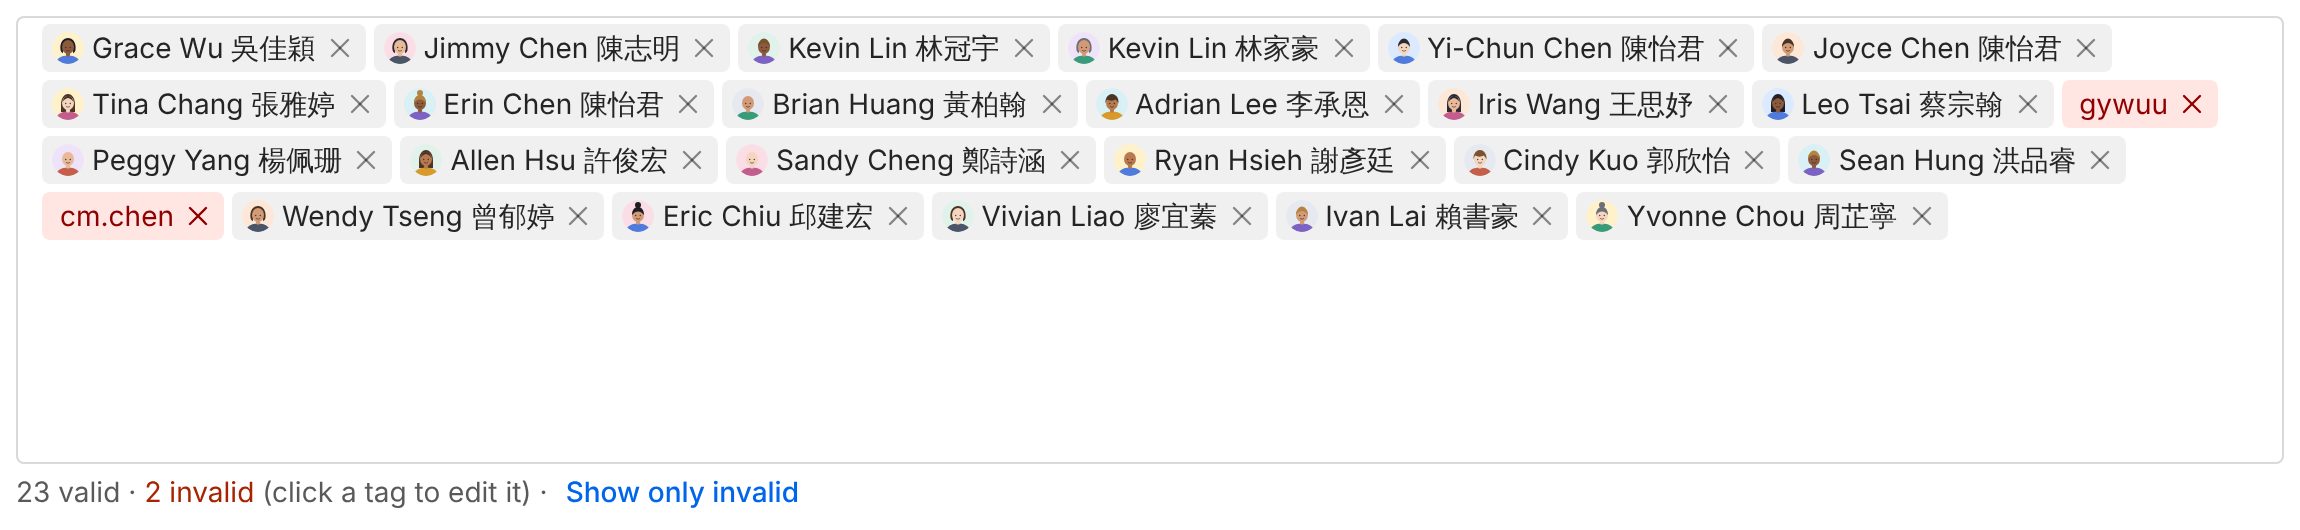 Grace Wu 吳佳穎 Jimmy Chen 陳志明 Kevin Lin 林冠宇 Kevin Lin 林家豪 Yi-Chun Chen 陳怡君 Joyce Chen 陳怡君
Tina Chang 張雅婷 Erin Chen 陳怡君 Brian Huang 黃柏翰 Adrian Lee 李承恩 Iris Wang 王思妤 Leo Tsai 蔡宗翰 gywuu
Peggy Yang 楊佩珊 Allen Hsu 許俊宏 Sandy Cheng 鄭詩涵 Ryan Hsieh 謝彥廷 Cindy Kuo 郭欣怡 Sean Hung 洪品睿
cm.chen Wendy Tseng 曾郁婷 Eric Chiu 邱建宏 Vivian Liao 廖宜蓁 Ivan Lai 賴書豪 Yvonne Chou 周芷寧
23 valid · 2 invalid (click a tag to edit it) · Show only invalid